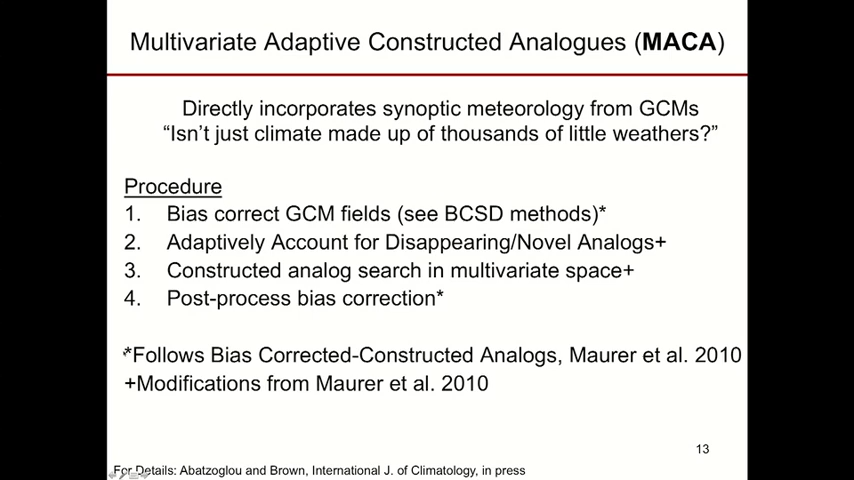 Multivariate Adaptive Constructed Analogues (MACA)
Directly incorporates synoptic meteorology from GCMs
“Isn’t just climate made up of thousands of little weathers?”
Procedure
1. Bias correct GCM fields (see BCSD methods)*
2. Adaptively Account for Disappearing/Novel Analogs+
3. Constructed analog search in multivariate space+
4. Post-process bias correction*
*Follows Bias Corrected-Constructed Analogs, Maurer et al. 2010
+Modifications from Maurer et al. 2010
13
For Details: Abatzoglou and Brown, International J. of Climatology, in press